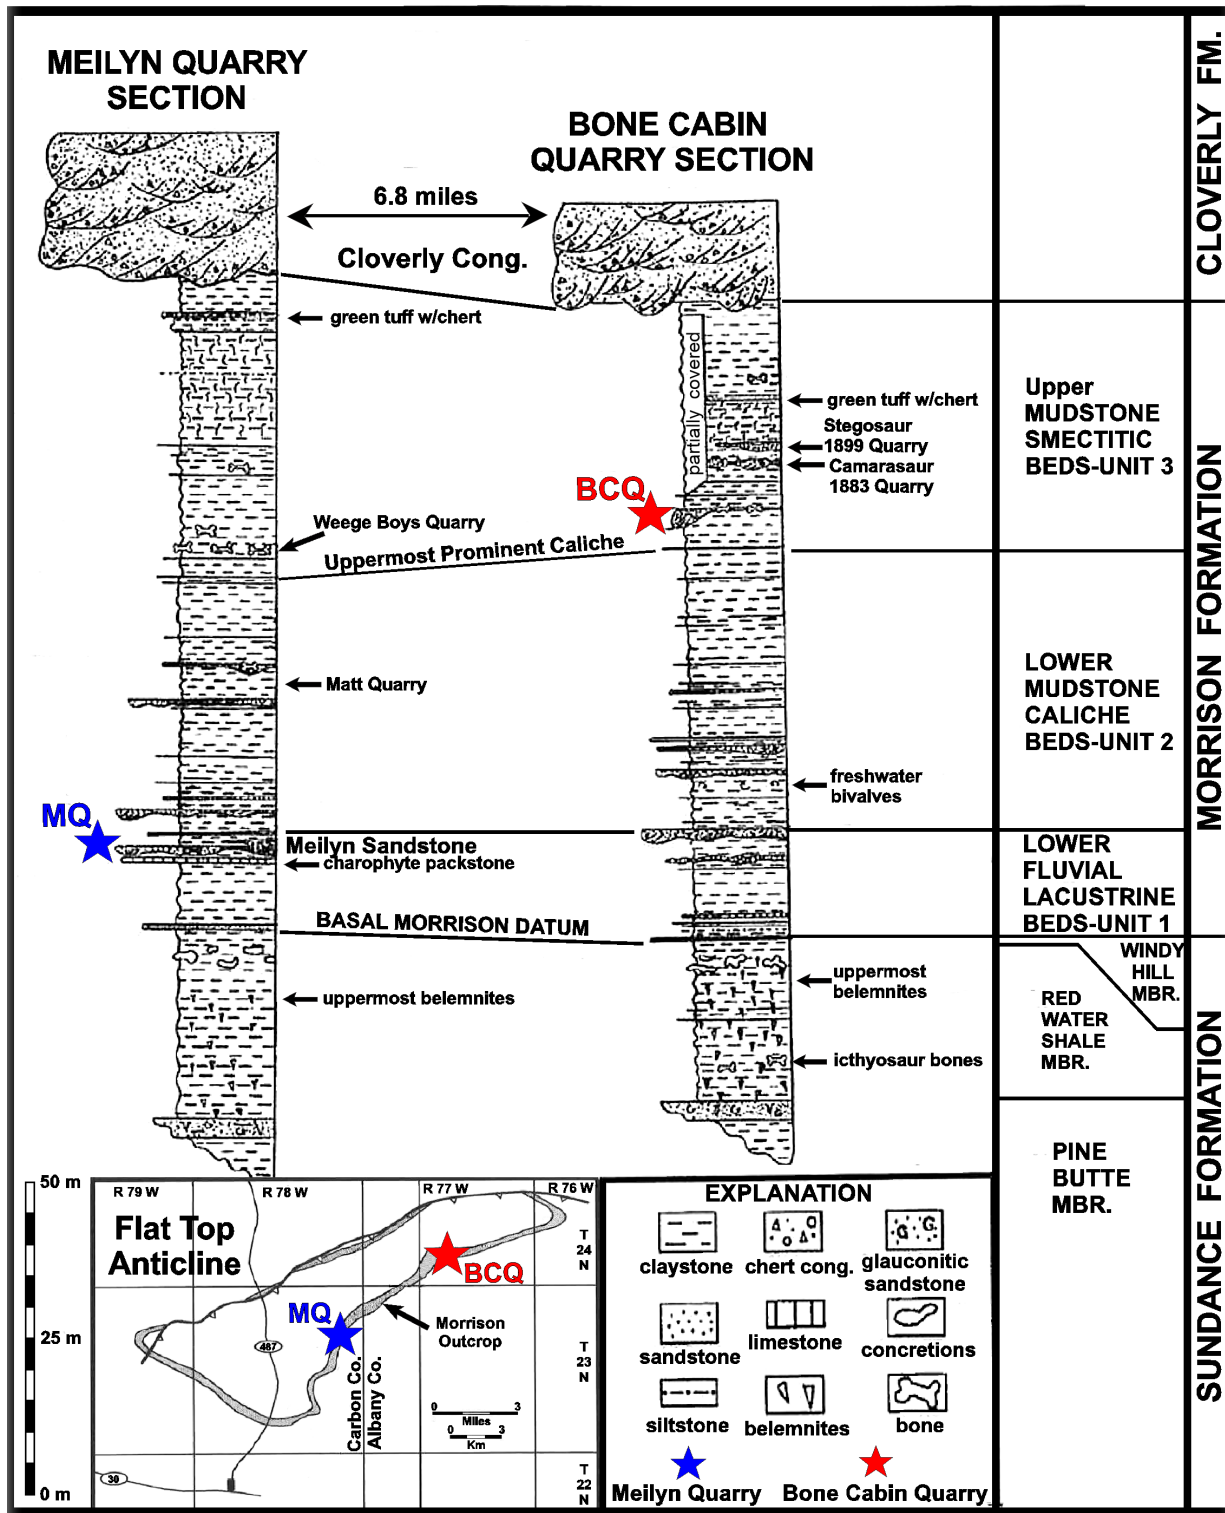 MEILYN QUARRY
SECTION
BONE CABIN
QUARRY SECTION
6.8 miles
Cloverly Cong.
green tuff w/chert
Weege Boys Quarry
Uppermost Prominent Caliche
Matt Quarry
MQ
Meilyn Sandstone
charophyte packstone
BASAL MORRISON DATUM
uppermost belemnites
partially covered
green tuff w/chert
Stegosaur
1899 Quarry
Camarasaur
1883 Quarry
BCQ
freshwater
bivalves
uppermost
belemnites
icthyosaur bones
Upper
MUDSTONE
SMECTITIC
BEDS-UNIT 3
LOWER
MUDSTONE
CALICHE
BEDS-UNIT 2
LOWER
FLUVIAL
LACUSTRINE
BEDS-UNIT 1
WINDY
HILL
MBR.
RED
WATER
SHALE
MBR.
PINE
BUTTE
MBR.
CLOVERLY FM.
MORRISON FORMATION
SUNDANCE FORMATION
50 m
25 m
0 m
R 79 W
R 78 W
R 77 W
R 76 W
Flat Top
Anticline
T
24
N
BCQ
MQ
Morrison
Outcrop
487
T
23
N
Carbon Co.
Albany Co.
0 3
Miles
0 3
Km
30
T
22
N
EXPLANATION
claystone
chert cong.
glauconitic
sandstone
sandstone
limestone
concretions
siltstone
belemnites
bone
Meilyn Quarry
Bone Cabin Quarry